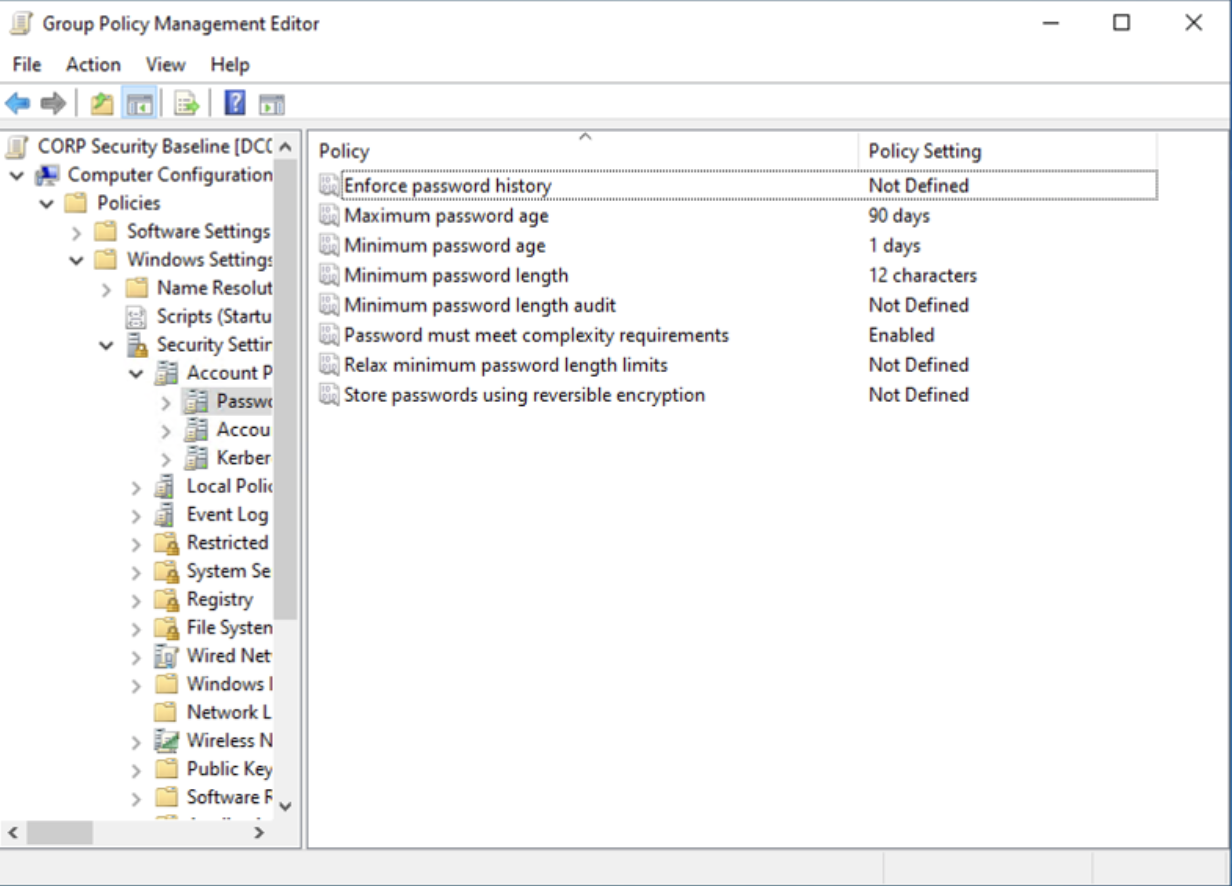 Group Policy Management Editor
File Action View Help
CORP Security Baseline [DC
Computer Configuration
Policies
Software Settings
Windows Settings
Name Resolut
Scripts (Startu
Security Settin
Account P
Passwo
Accou
Kerber
Local Polic
Event Log
Restricted
System Se
Registry
File System
Wired Net
Windows
Network L
Wireless N
Public Key
Software R
Policy Policy Setting
Enforce password history Not Defined
Maximum password age 90 days
Minimum password age 1 days
Minimum password length 12 characters
Minimum password length audit Not Defined
Password must meet complexity requirements Enabled
Relax minimum password length limits Not Defined
Store passwords using reversible encryption Not Defined